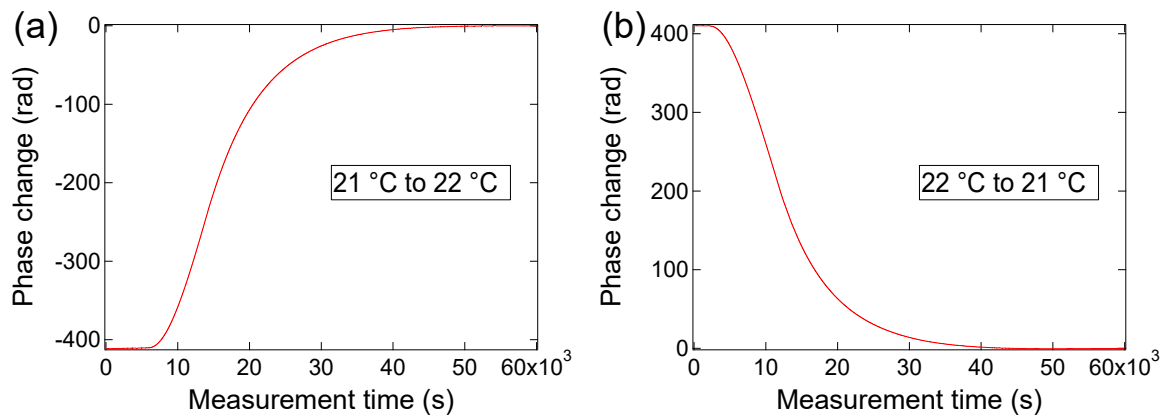 (a)
Phase change (rad)
0
-100
-200
-300
-400
21 °C to 22 °C
0 10 20 30 40 50 60x10³
Measurement time (s)
(b)
Phase change (rad)
400
300
200
100
0
22 °C to 21 °C
0 10 20 30 40 50 60x10³
Measurement time (s)